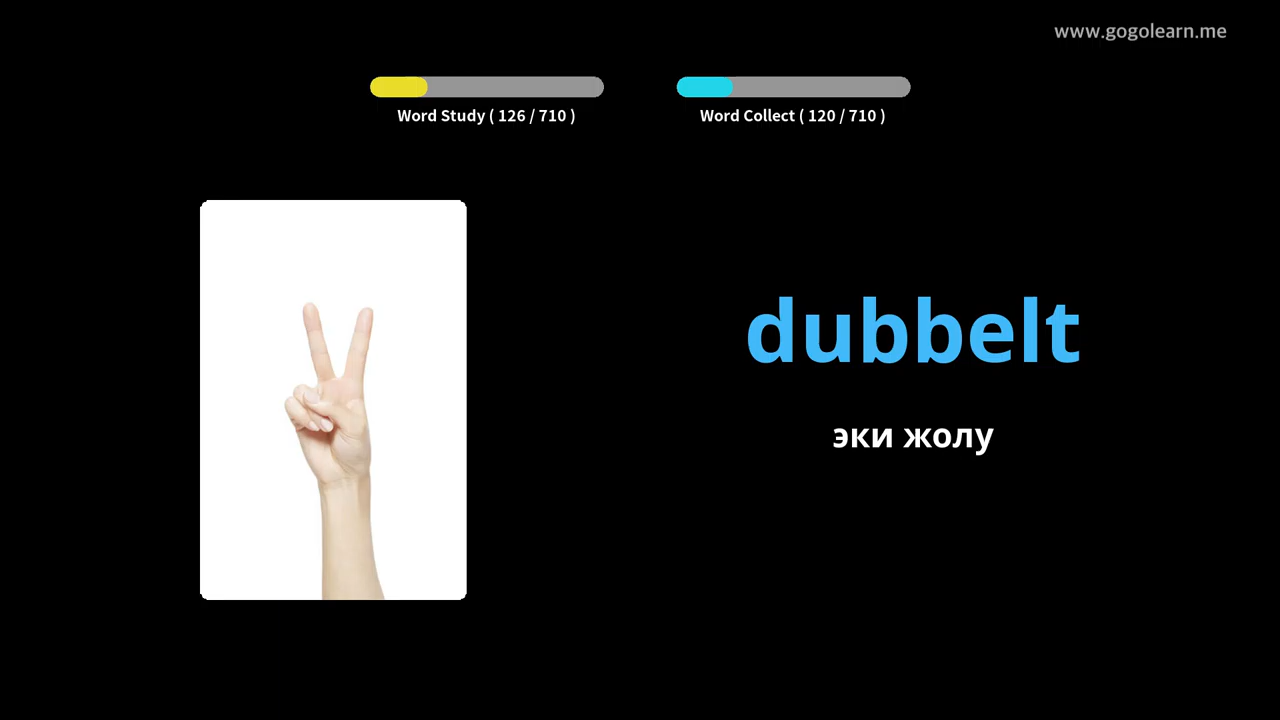 www.gogolearn.me
Word Study ( 126 / 710 )
Word Collect ( 120 / 710 )
dubbelt
эки жолу